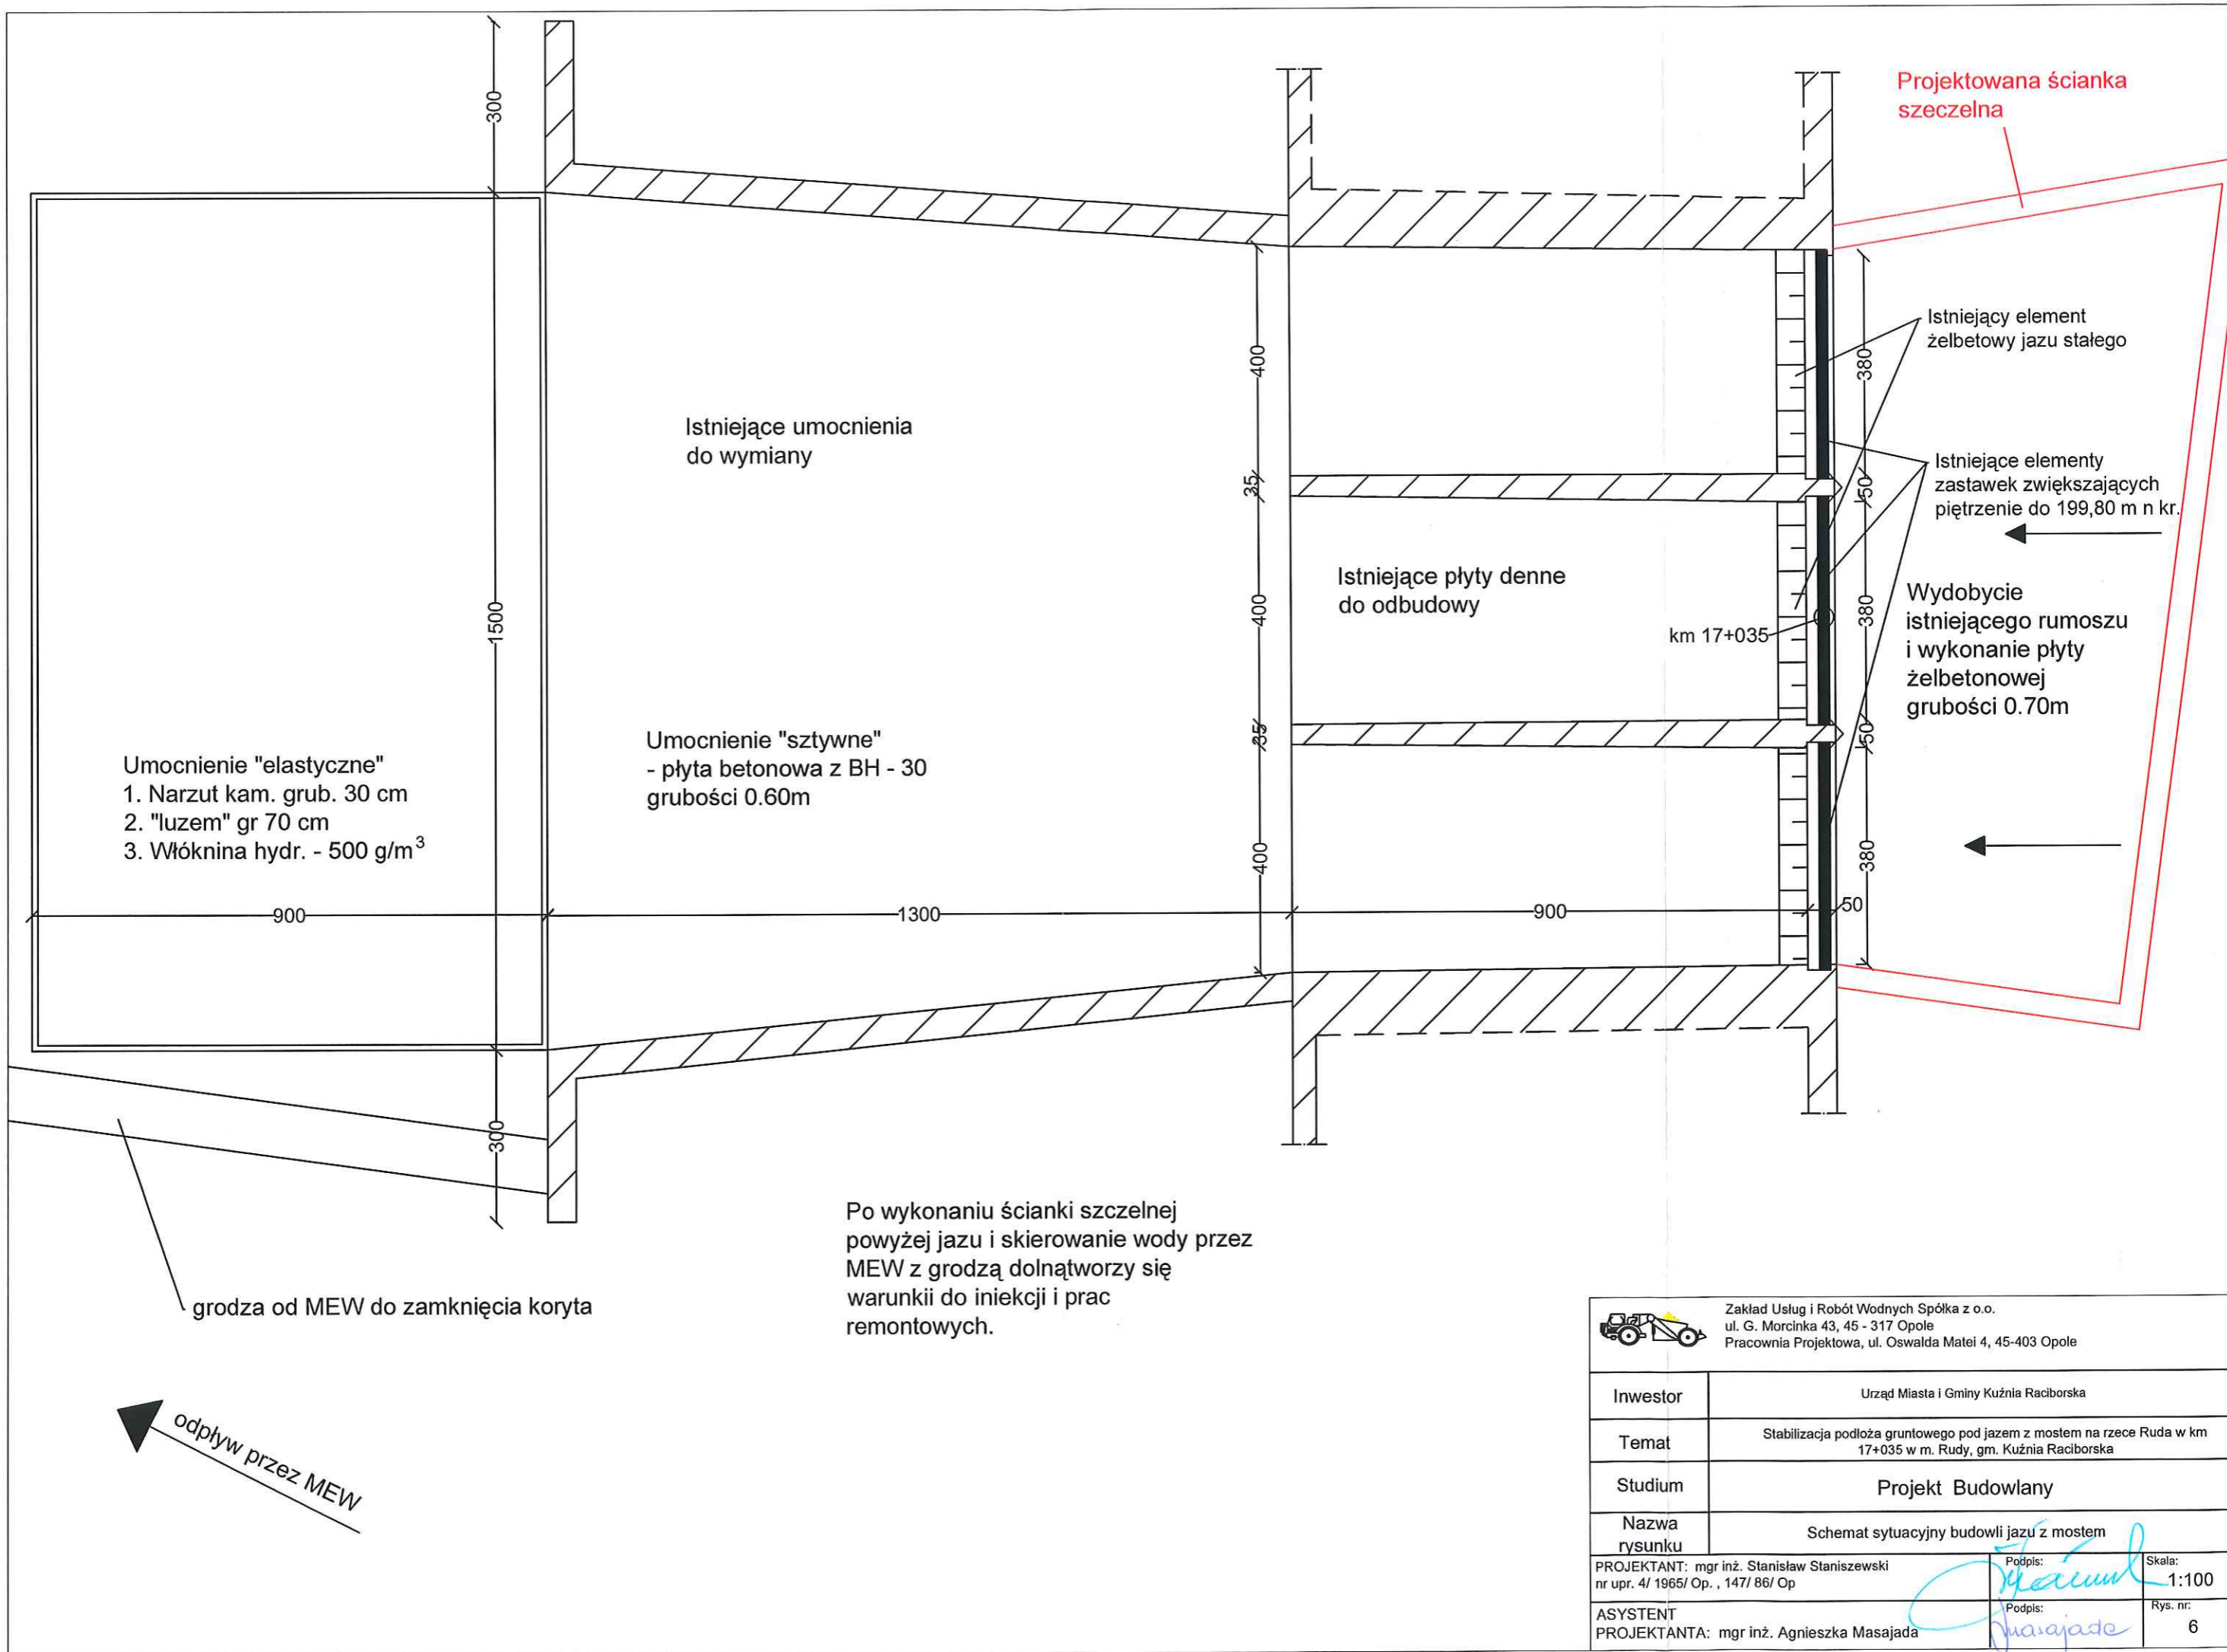 Projektowana ścianka
szeczelna
300
1500
300
400
35
400
35
400
380
50
380
50
380
Istniejący element
żelbetowy jazu stałego
Istniejące elementy
zastawek zwiększających
piętrzenie do 199,80 m n kr.
Istniejące umocnienia
do wymiany
Istniejące płyty denne
do odbudowy
km 17+035
Wydobycie
istniejącego rumoszu
i wykonanie płyty
żelbetonowej
grubości 0.70m
Umocnienie "elastyczne"
1. Narzut kam. grub. 30 cm
2. "luzem" gr 70 cm
3. Włóknina hydr. - 500 g/m³
Umocnienie "sztywne"
- płyta betonowa z BH - 30
grubości 0.60m
900
1300
900
50
grodza od MEW do zamknięcia koryta
Po wykonaniu ścianki szczelnej
powyżej jazu i skierowanie wody przez
MEW z grodzą dolnątworzy się
warunkii do iniekcji i prac
remontowych.
odpływ przez MEW
Zakład Usług i Robót Wodnych Spółka z o.o.
ul. G. Morcinka 43, 45 - 317 Opole
Pracownia Projektowa, ul. Oswalda Matei 4, 45-403 Opole
Inwestor
Urząd Miasta i Gminy Kuźnia Raciborska
Temat
Stabilizacja podłoża gruntowego pod jazem z mostem na rzece Ruda w km
17+035 w m. Rudy, gm. Kuźnia Raciborska
Studium
Projekt Budowlany
Nazwa
rysunku
Schemat sytuacyjny budowli jazu z mostem
PROJEKTANT: mgr inż. Stanisław Staniszewski
nr upr. 4/ 1965/ Op. , 147/ 86/ Op
Podpis:
Skala:
1:100
ASYSTENT
PROJEKTANTA: mgr inż. Agnieszka Masajada
Podpis:
Masajada
Rys. nr:
6